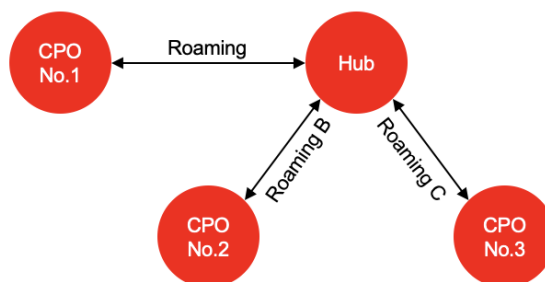 CPO
No.1
Roaming
Hub
Roaming B
Roaming C
CPO
No.2
CPO
No.3